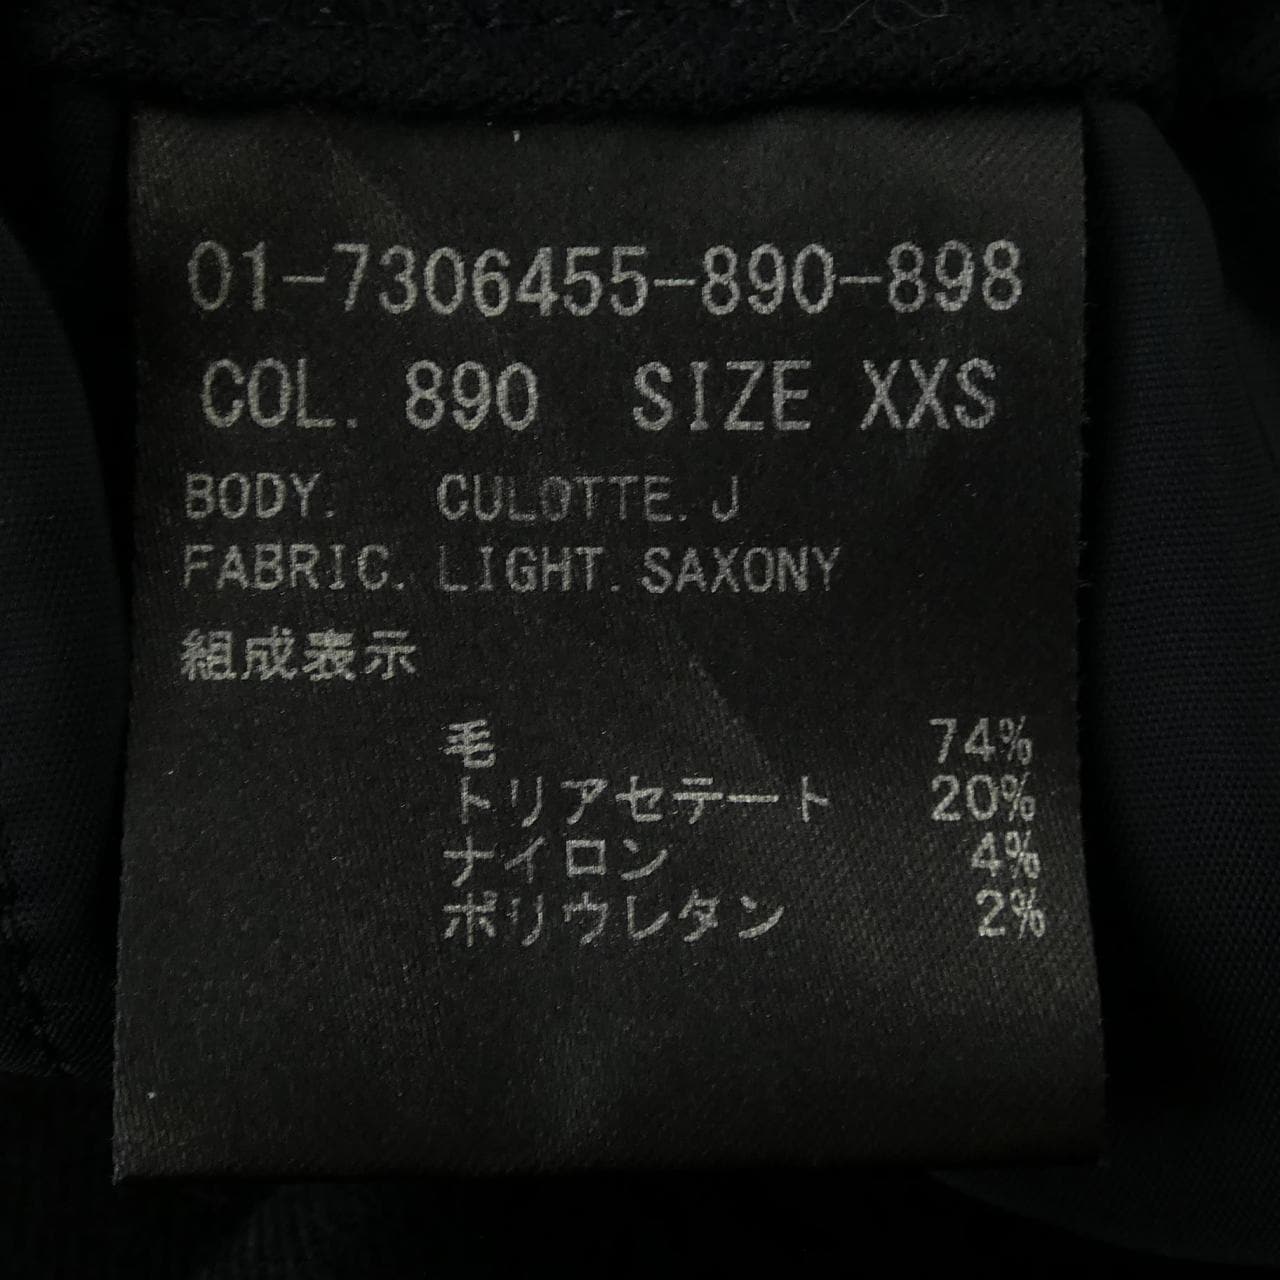 01-7306455-890-898
COL. 890 SIZE XXS
BODY. CULOTTE.J
FABRIC. LIGHT.SAXONY
組成表示
毛 74%
トリアセテート 20%
ナイロン 4%
ポリウレタン 2%